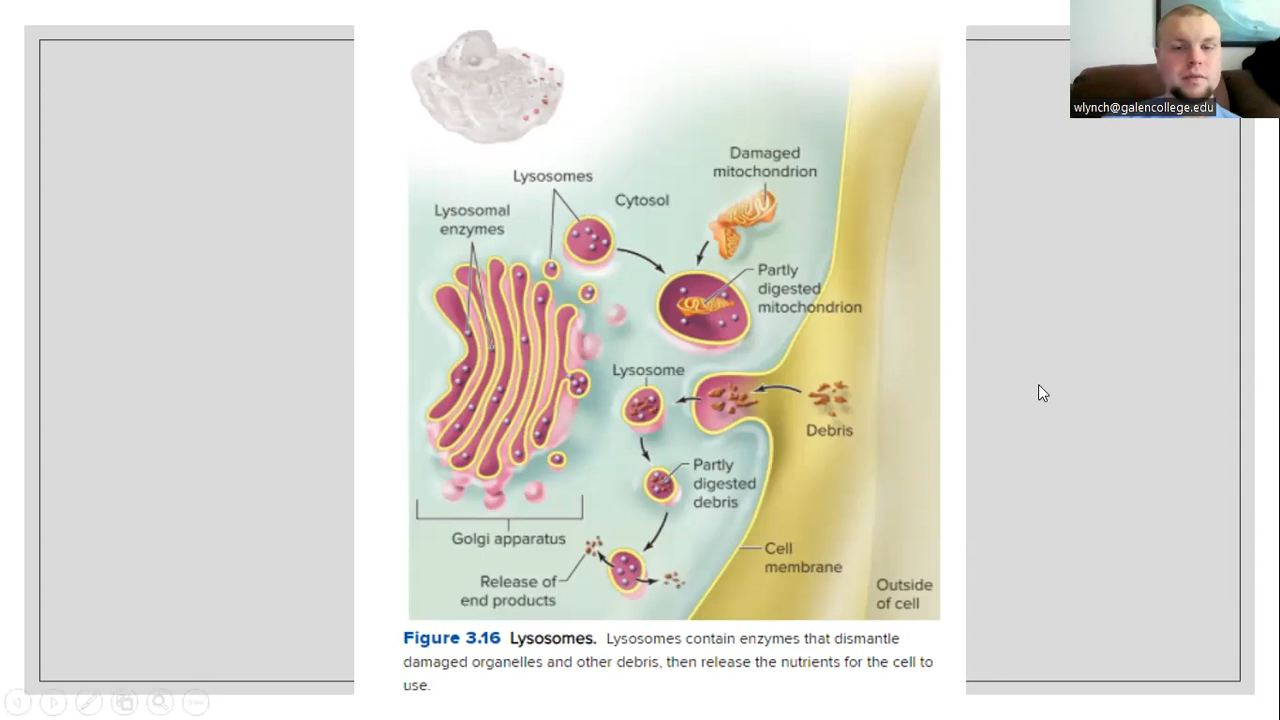 wlynch@galencollege.edu
Damaged
mitochondrion
Lysosomes
Cytosol
Lysosomal
enzymes
Partly
digested
mitochondrion
Lysosome
Debris
Partly
digested
debris
Golgi apparatus
Cell
membrane
Release of
end products
Outside
of cell
Figure 3.16 Lysosomes. Lysosomes contain enzymes that dismantle
damaged organelles and other debris, then release the nutrients for the cell to
use.